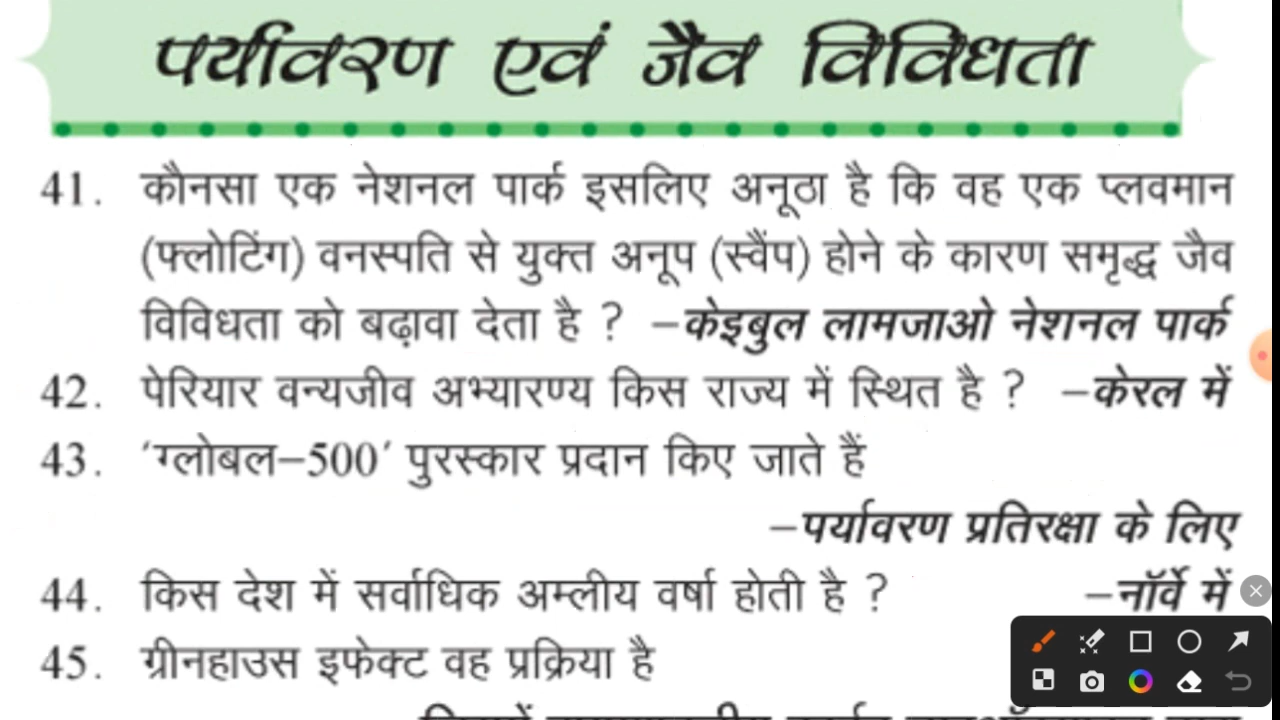 पर्यावरण एवं जैव विविधता
41. कौनसा एक नेशनल पार्क इसलिए अनूठा है कि वह एक प्लवमान
(फ्लोटिंग) वनस्पति से युक्त अनूप (स्वैंप) होने के कारण समृद्ध जैव
विविधता को बढ़ावा देता है ? –केइबुल लामजाओ नेशनल पार्क
42. पेरियार वन्यजीव अभ्यारण्य किस राज्य में स्थित है ? –केरल में
43. ‘ग्लोबल–500’ पुरस्कार प्रदान किए जाते हैं
–पर्यावरण प्रतिरक्षा के लिए
44. किस देश में सर्वाधिक अम्लीय वर्षा होती है ? –नॉर्वे में
45. ग्रीनहाउस इफेक्ट वह प्रक्रिया है